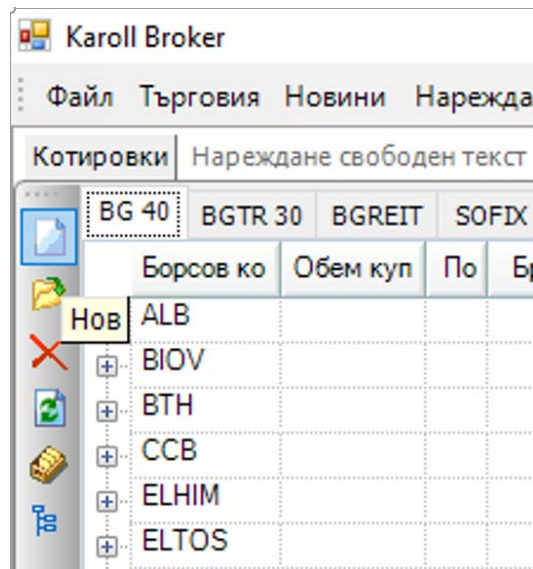 Karoll Broker
Файл Търговия Новини Нарежда
Котировки Нареждане свободен текст
BG 40 BGTR 30 BGREIT SOFIX
Борсов ко Обем куп По Бр
Нов ALB
BIOV
BTH
CCB
ELHIM
ELTOS